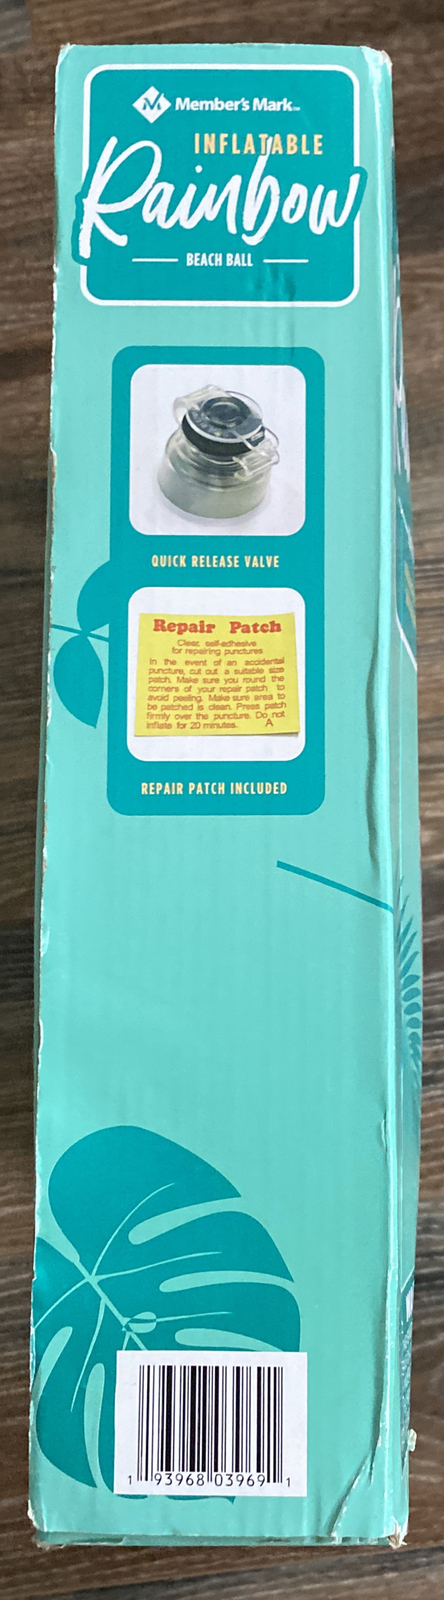 Member's Mark™
INFLATABLE
Rainbow
BEACH BALL
QUICK RELEASE VALVE
Repair Patch
Clear, self-adhesive
for repairing punctures
In the event of an accidental
puncture, cut out a suitable size
patch. Make sure you round the
corners of your repair patch to
avoid peeling. Make sure area to
be patched is clean. Press patch
firmly over the puncture. Do not
inflate for 20 minutes. A
REPAIR PATCH INCLUDED
1 93968 03969 1